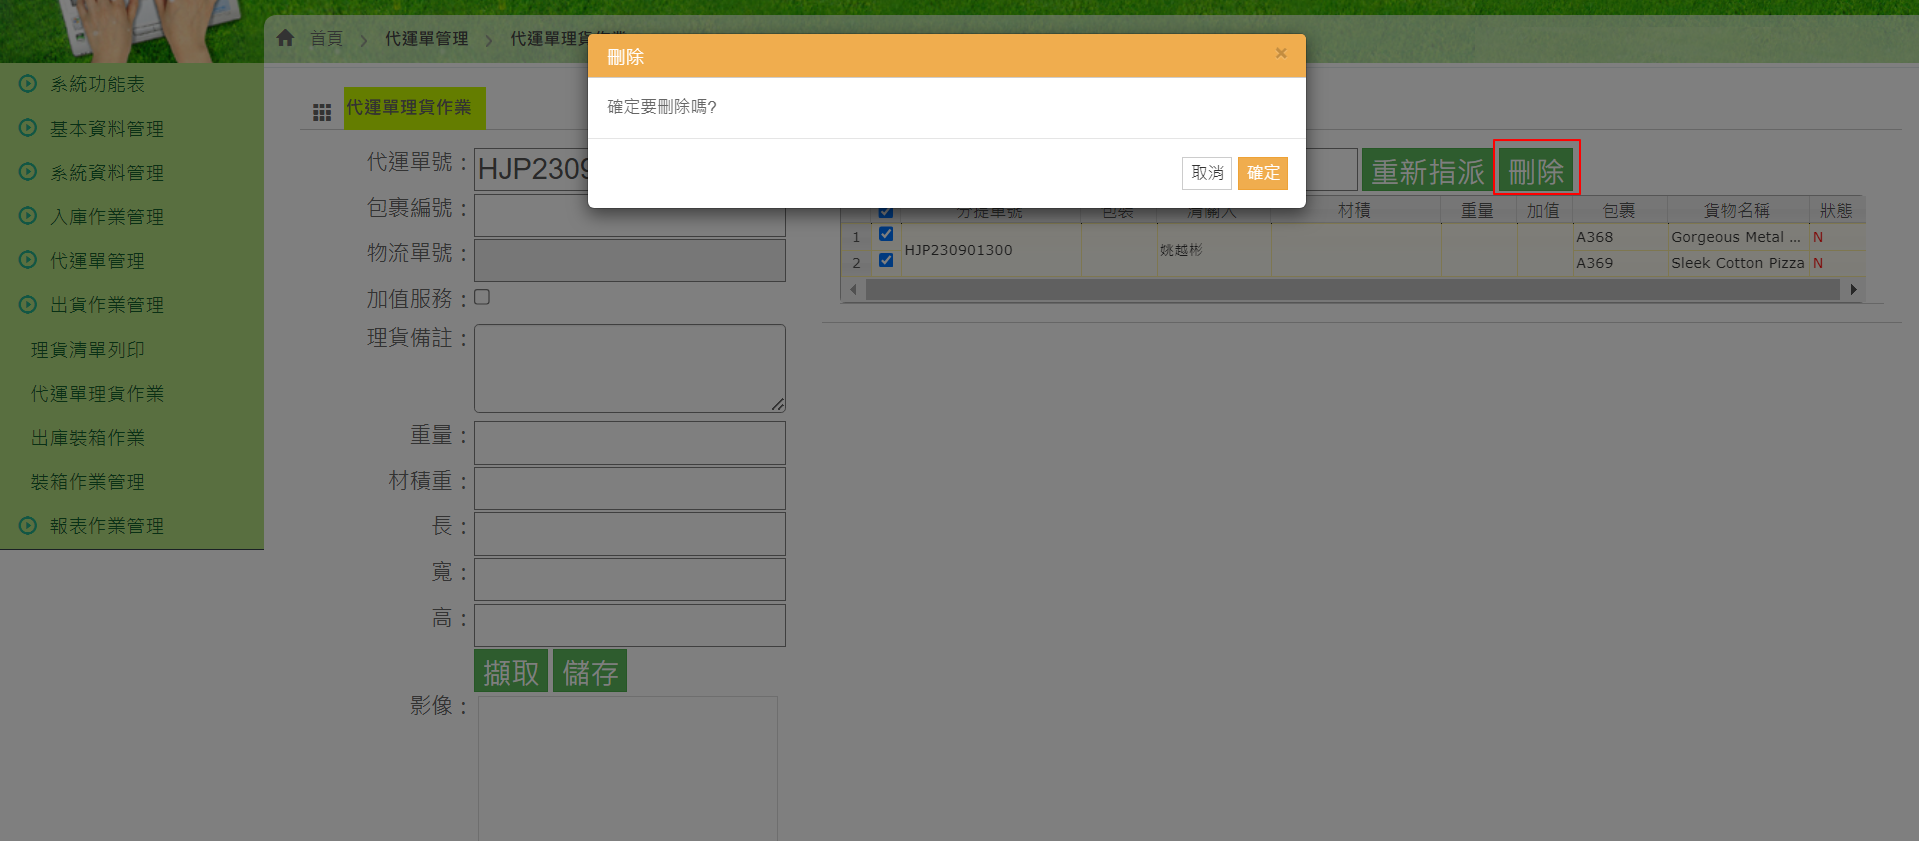 首頁 > 代運單管理 > 代運單理貨作業
刪除 ×
確定要刪除嗎?
取消 確定
系統功能表
基本資料管理
系統資料管理
入庫作業管理
代運單管理
出貨作業管理
理貨清單列印
代運單理貨作業
出庫裝箱作業
裝箱作業管理
報表作業管理
代運單理貨作業
代運單號：HJP2309
包裹編號：
物流單號：
加值服務：
理貨備註：
重量：
材積重：
長：
寬：
高：
擷取 儲存
影像：
重新指派 刪除
分提單號 包裝 清關人 材積 重量 加值 包裹 貨物名稱 狀態
1 HJP230901300 姚越彬 A368 Gorgeous Metal ... N
2 A369 Sleek Cotton Pizza N